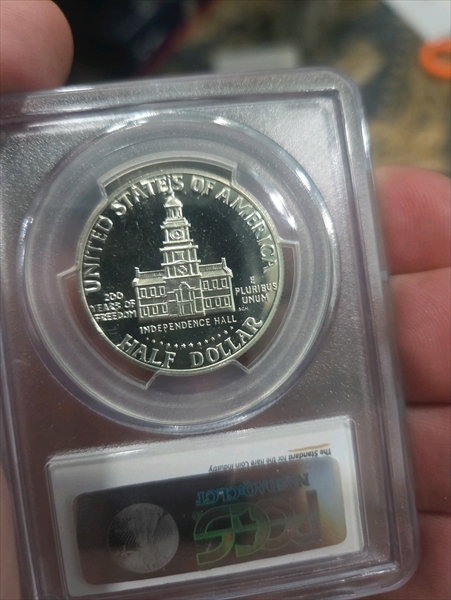 UNITED STATES OF AMERICA
200
YEARS OF
FREEDOM
E
PLURIBUS
UNUM
INDEPENDENCE HALL
HALF DOLLAR
The Standard for the Rare Coin Industry
PCGS